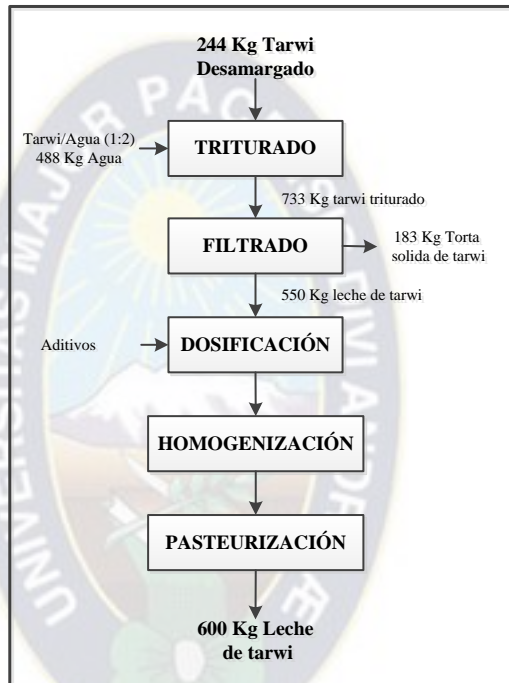 244 Kg Tarwi
Desamargado
Tarwi/Agua (1:2)
488 Kg Agua
TRITURADO
733 Kg tarwi triturado
FILTRADO
183 Kg Torta
solida de tarwi
550 Kg leche de tarwi
Aditivos
DOSIFICACIÓN
HOMOGENIZACIÓN
PASTEURIZACIÓN
600 Kg Leche
de tarwi